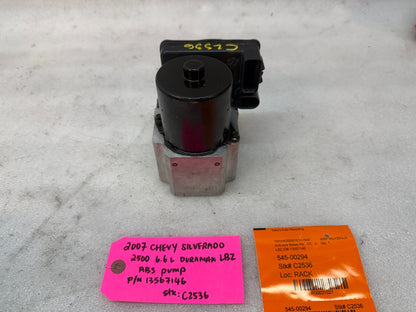 C2536
2007 CHEVY SILVERADO
2500 6.6L DURAMAX LBZ
ABS pump
P/N 13567146
stk: C2536
545-00294
Stk# C2536
Loc: RACK
545-00294
Stk# C2536